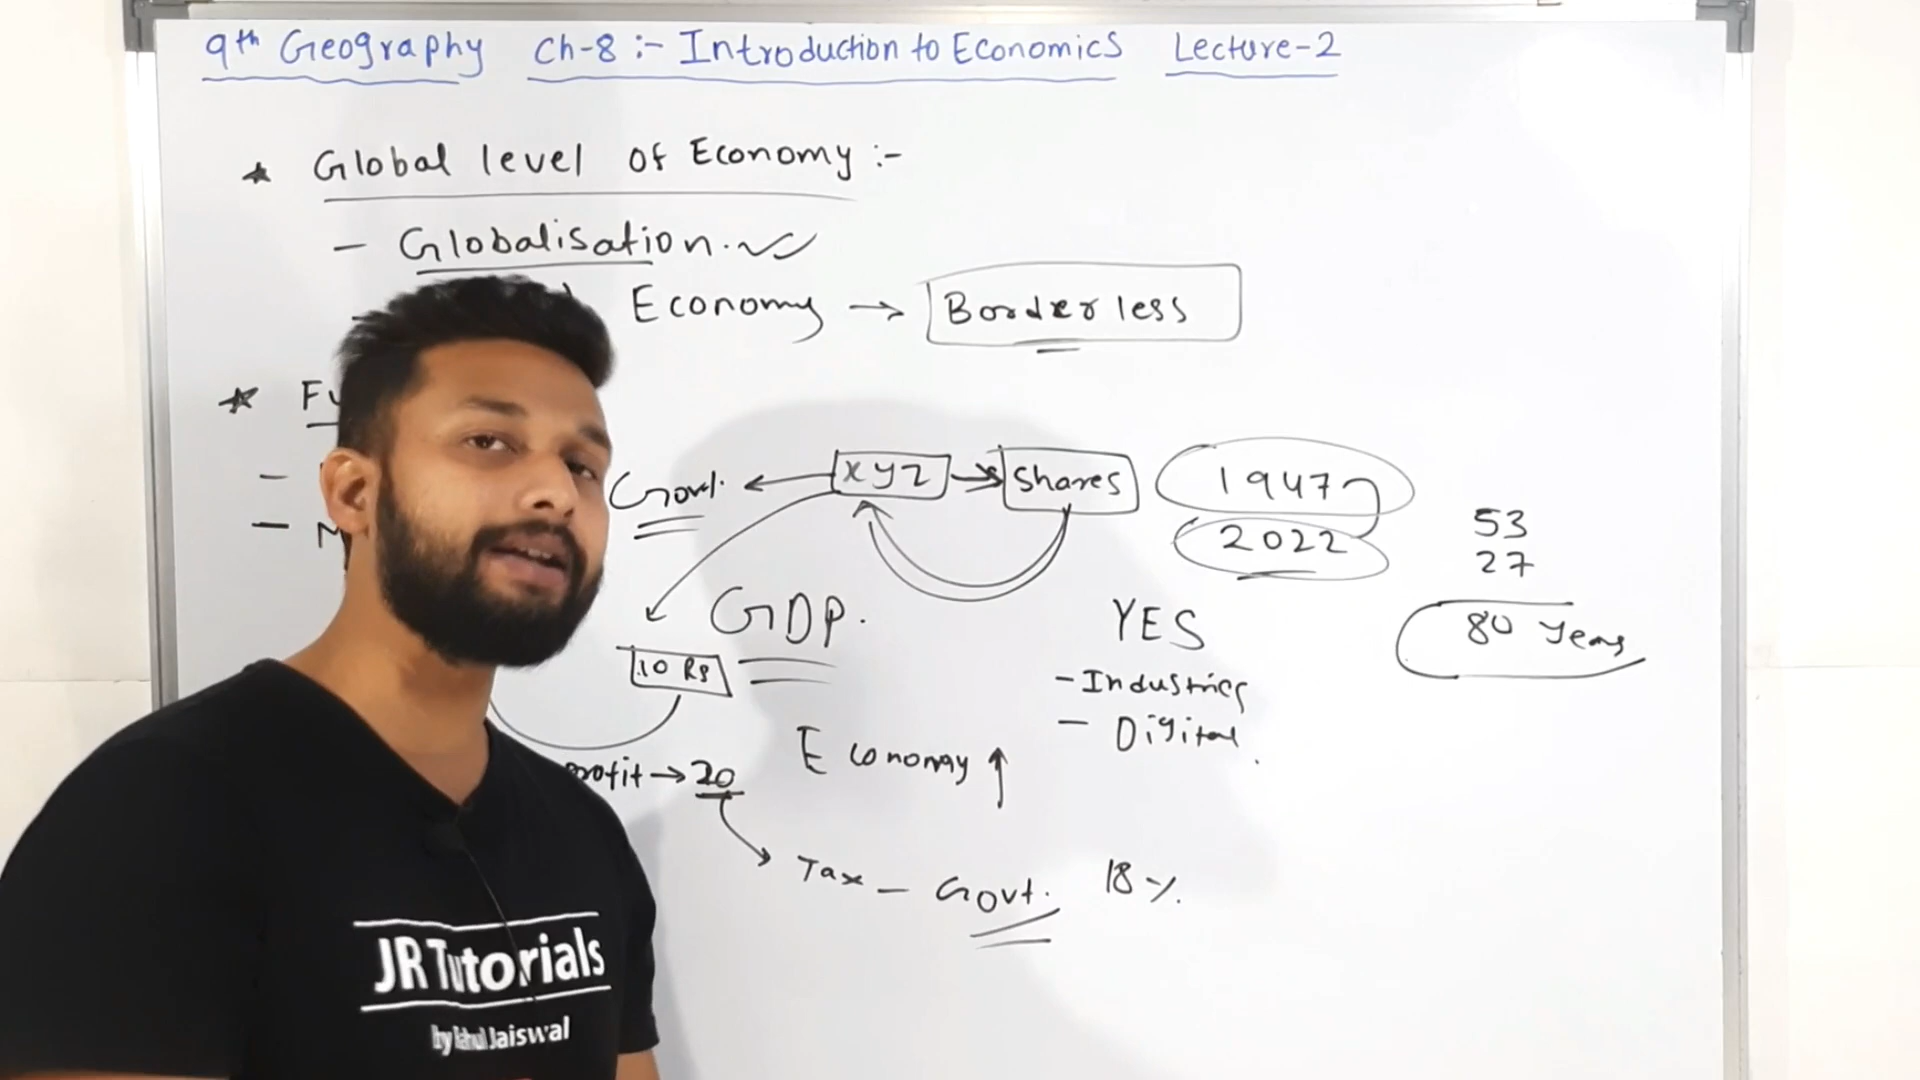 9th Geography Ch-8 :- Introduction to Economics Lecture-2
★ Global level of Economy :-
- Globalisation.
Economy → Borderless
★ Fu
- 
- M
Govt. ← xyz → Shares
1947
2022
53
27
80 Years
10 Rs
GDP.
YES
- Industries
- Digital
Economy ↑
rofit → 20
Tax - Govt. 18%
JR Tutorials
by Rahul Jaiswal